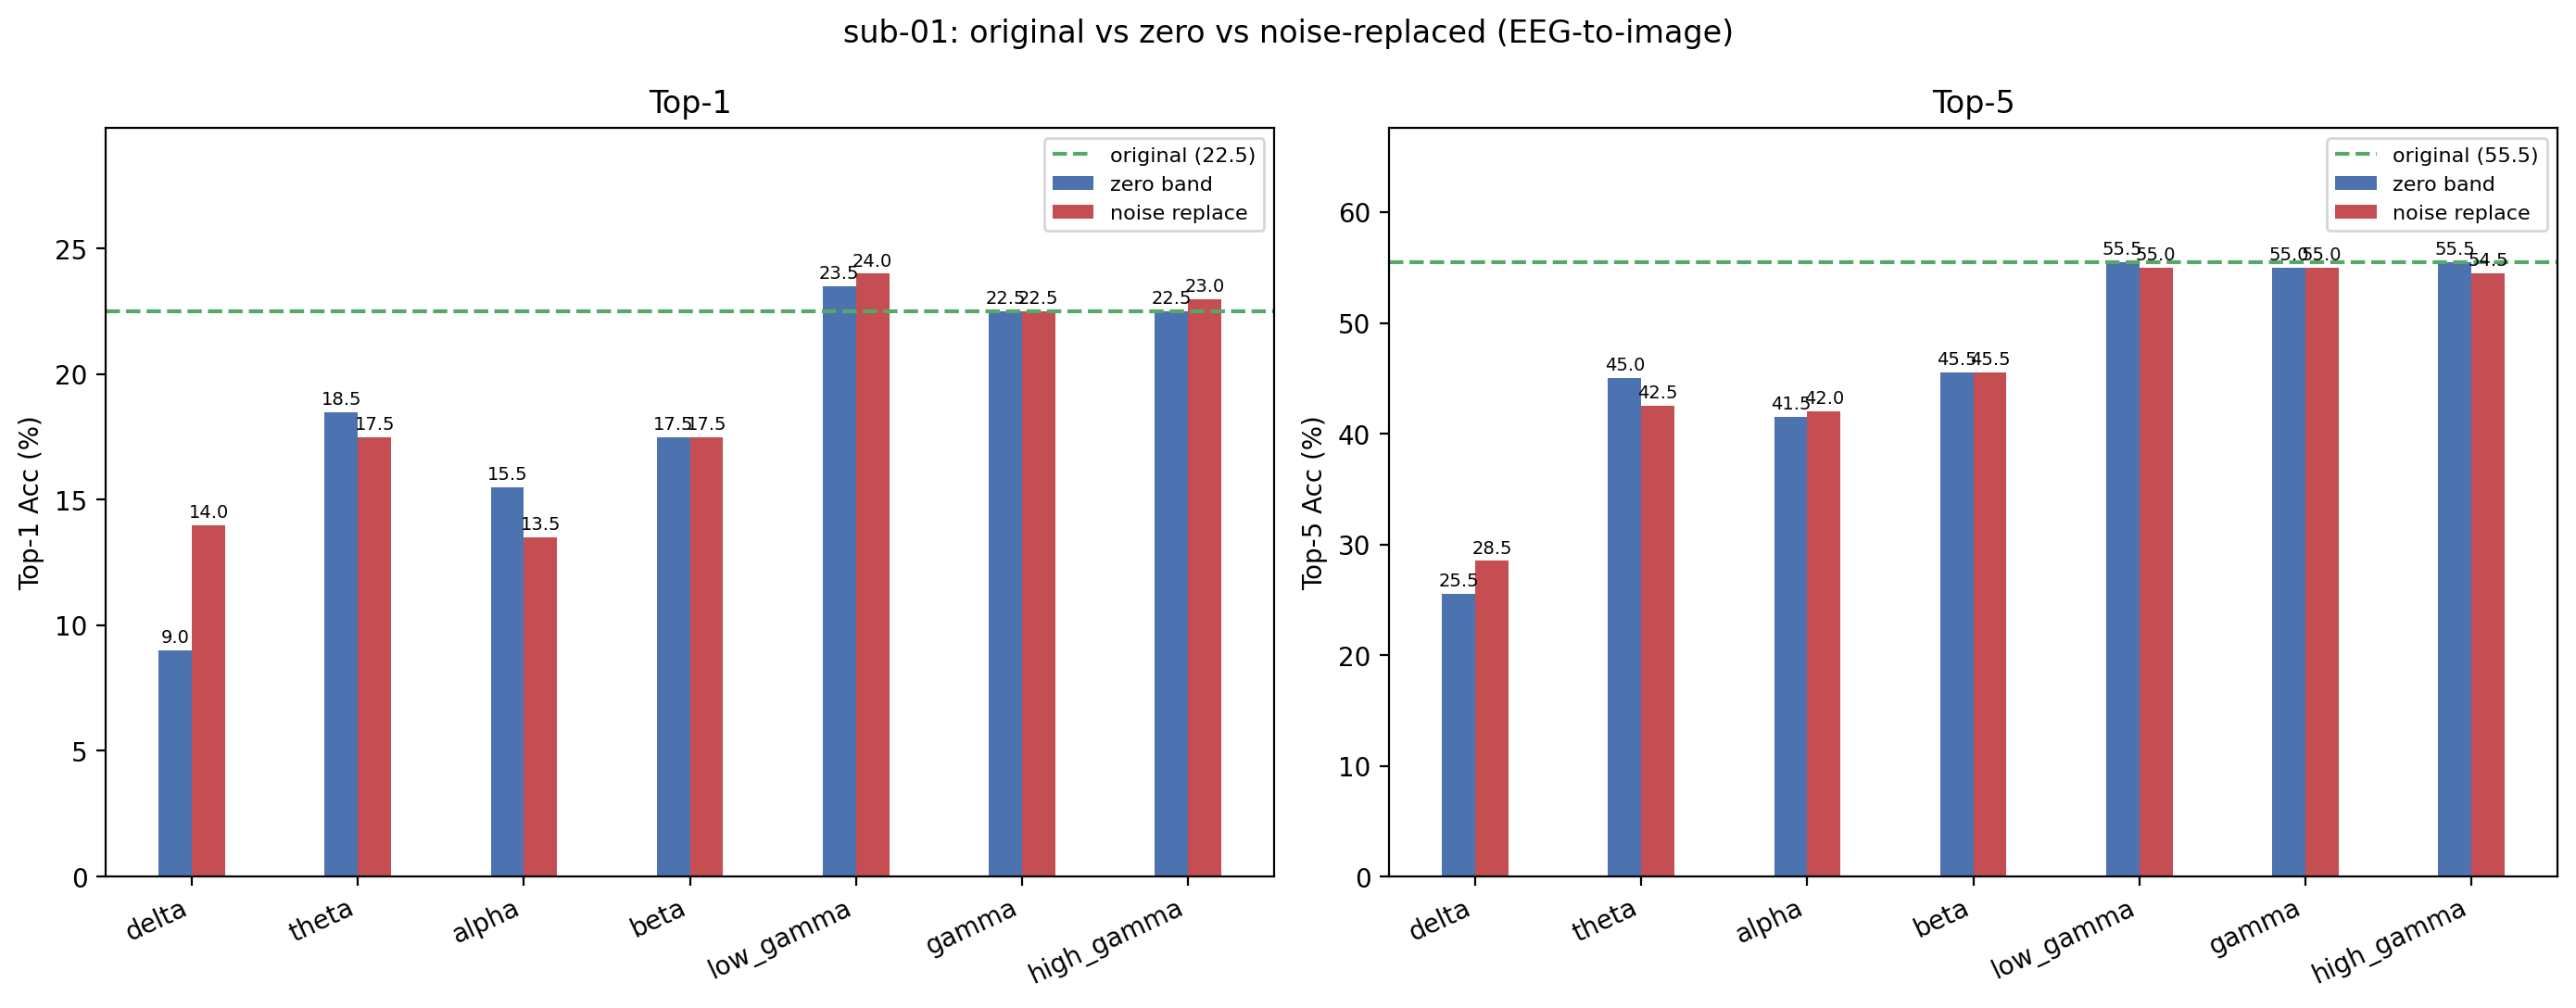 sub-01: original vs zero vs noise-replaced (EEG-to-image)
Top-1
original (22.5)
zero band
noise replace
Top-1 Acc (%)
25
20
15
10
5
0
9.0
14.0
18.5
17.5
15.5
13.5
17.5
17.5
23.5
24.0
22.5
22.5
22.5
23.0
delta
theta
alpha
beta
low_gamma
gamma
high_gamma
Top-5
original (55.5)
zero band
noise replace
Top-5 Acc (%)
60
50
40
30
20
10
0
25.5
28.5
45.0
42.5
41.5
42.0
45.5
45.5
55.5
55.0
55.0
55.0
55.5
54.5
delta
theta
alpha
beta
low_gamma
gamma
high_gamma